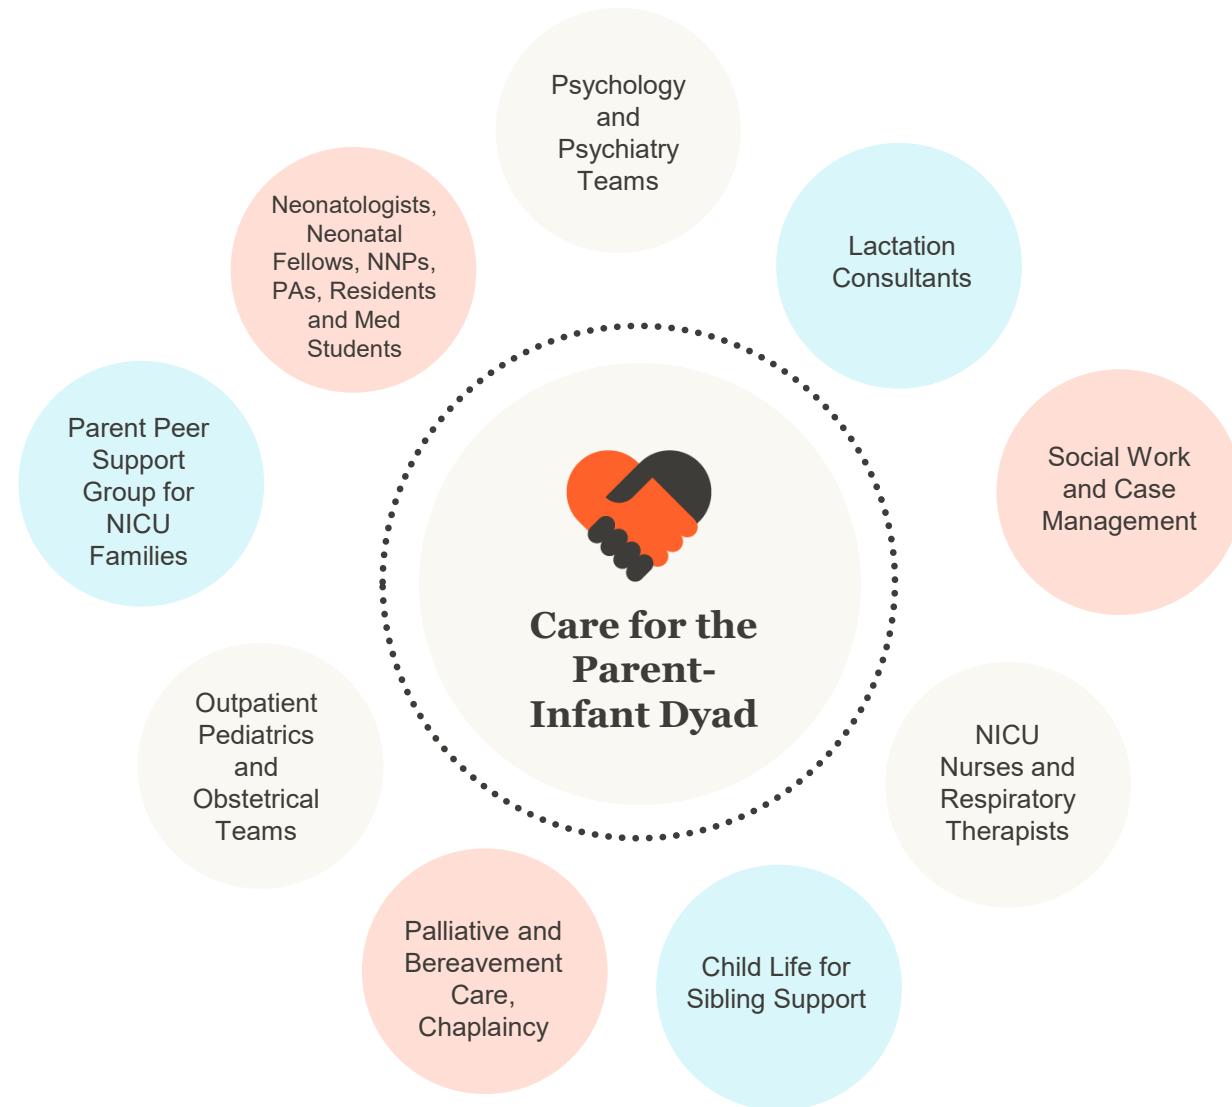 Psychology
and
Psychiatry
Teams
Neonatologists,
Neonatal
Fellows, NNPs,
PAs, Residents
and Med
Students
Lactation
Consultants
Parent Peer
Support
Group for
NICU
Families
Social Work
and Case
Management
Care for the
Parent-
Infant Dyad
Outpatient
Pediatrics
and
Obstetrical
Teams
NICU
Nurses and
Respiratory
Therapists
Palliative and
Bereavement
Care,
Chaplaincy
Child Life for
Sibling Support